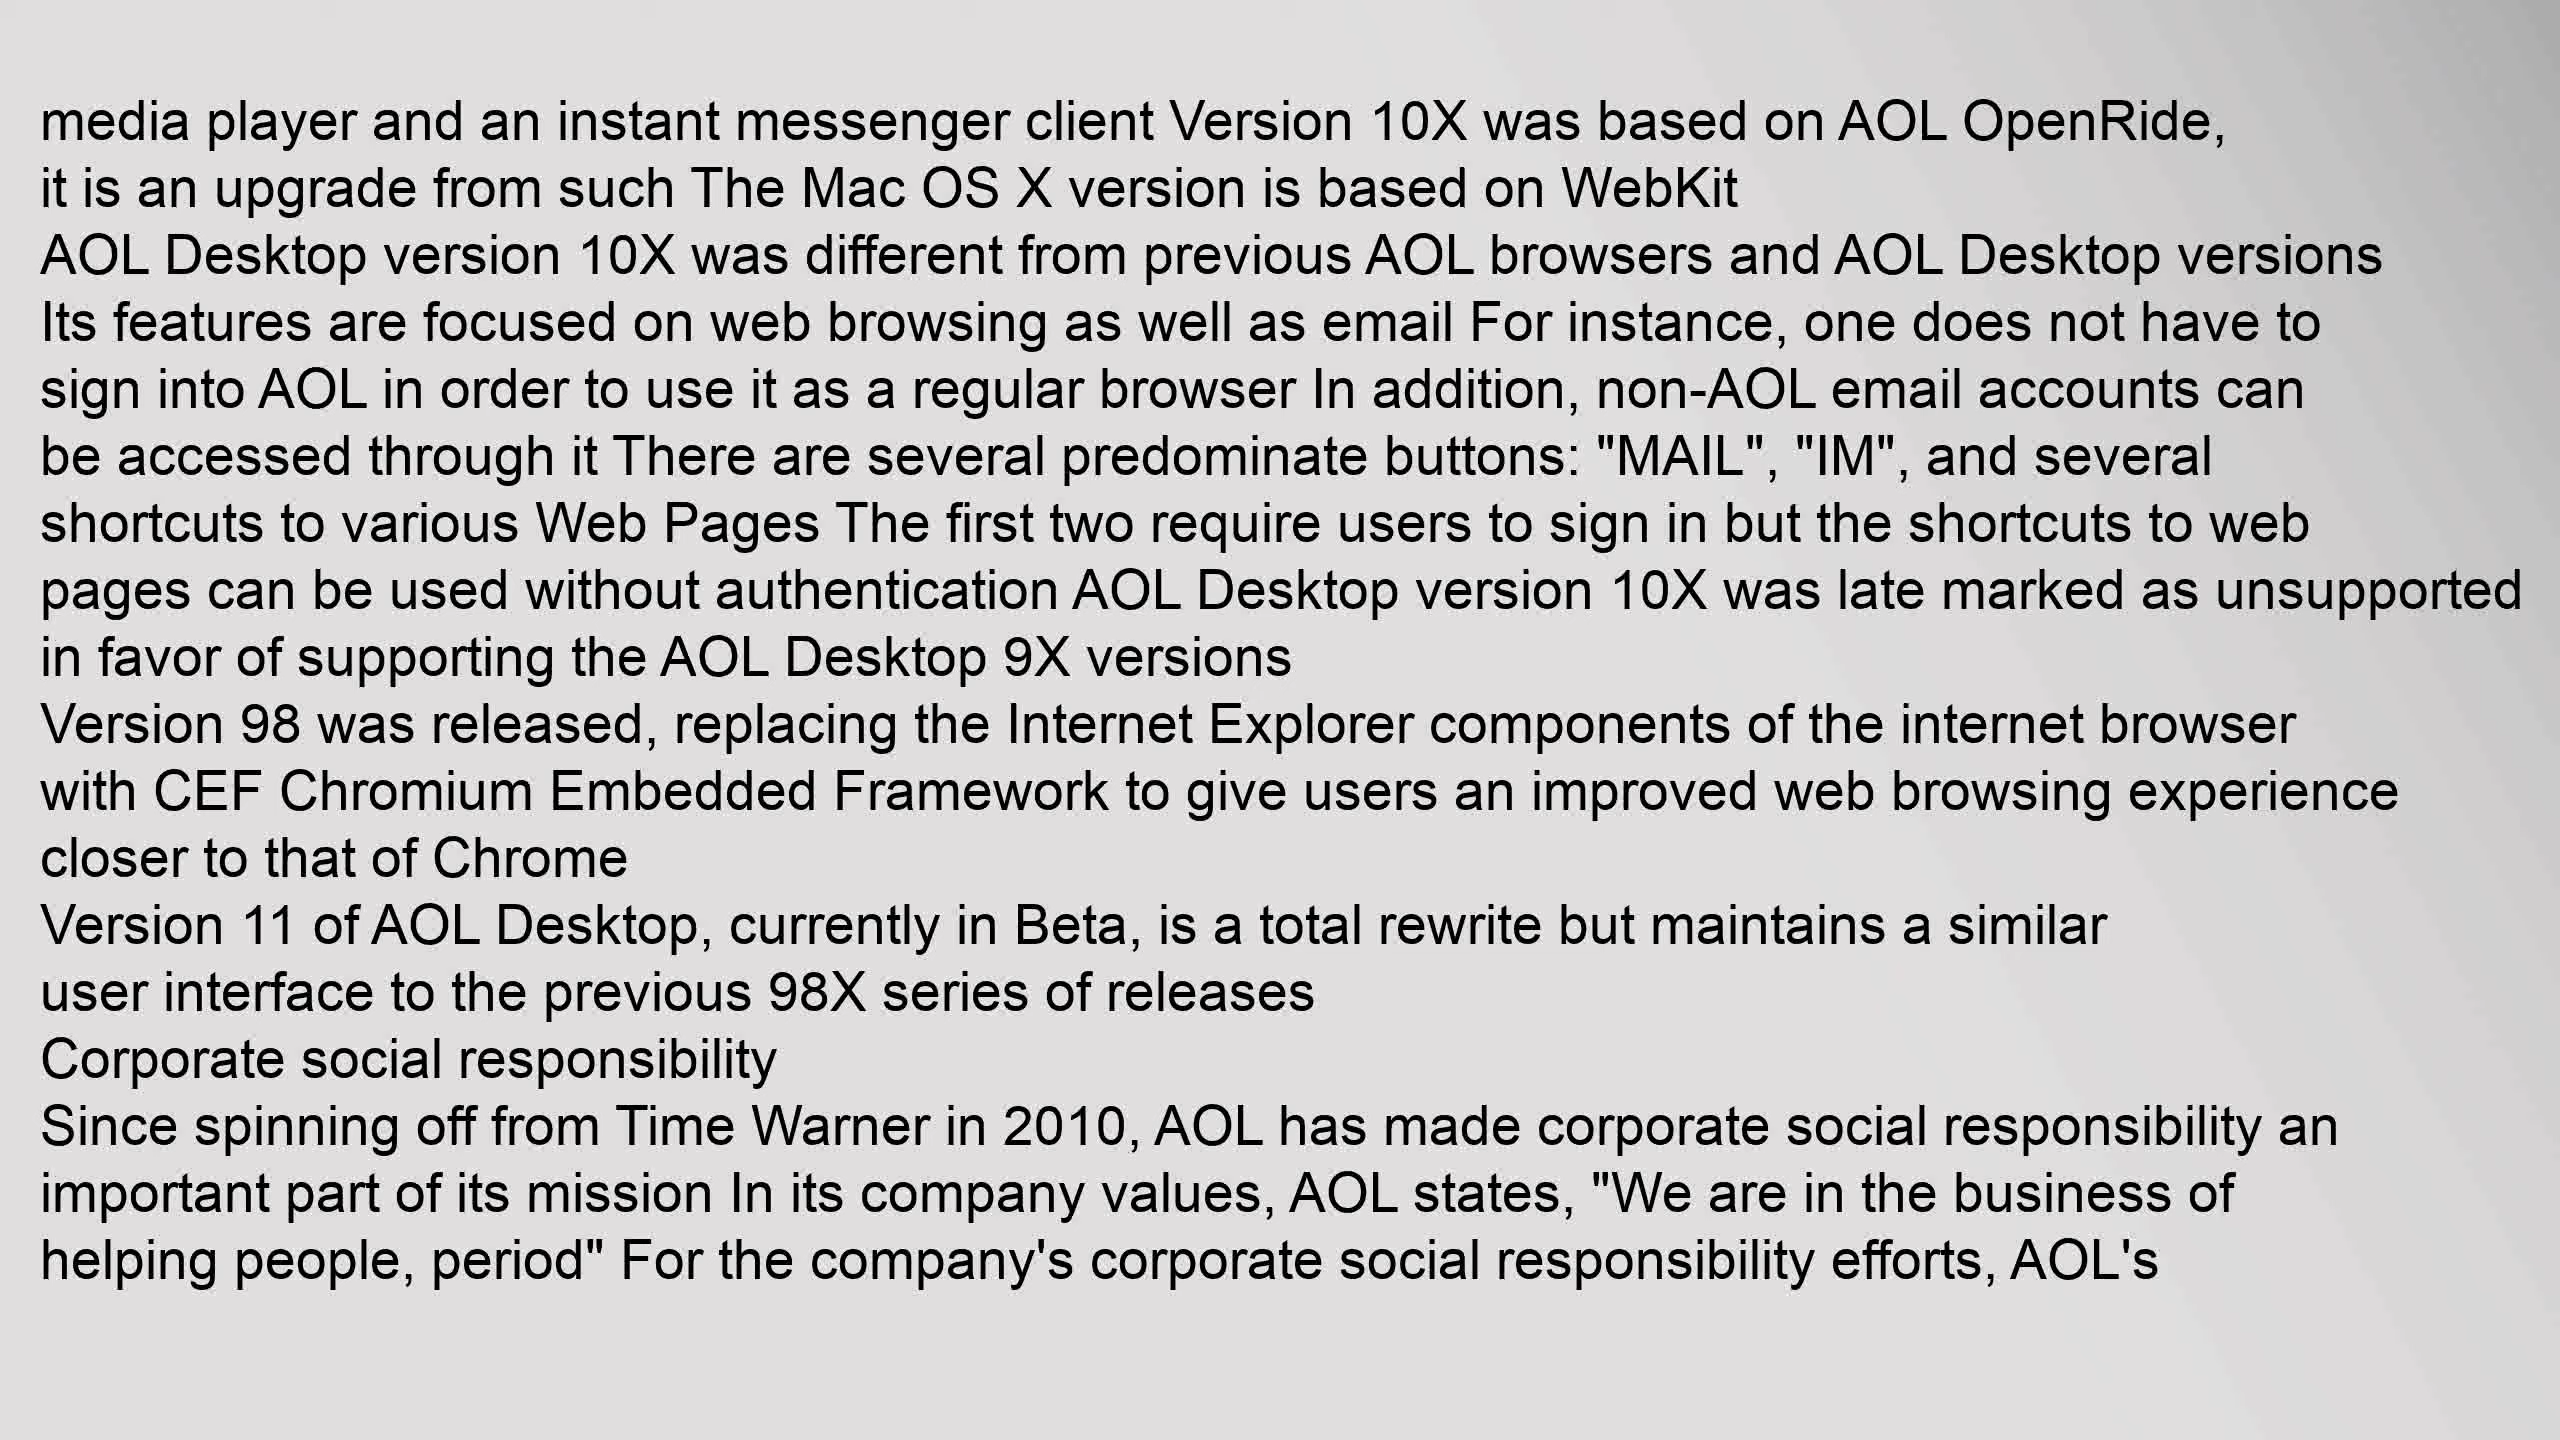 media player and an instant messenger client Version 10X was based on AOL OpenRide,
it is an upgrade from such The Mac OS X version is based on WebKit
AOL Desktop version 10X was different from previous AOL browsers and AOL Desktop versions
Its features are focused on web browsing as well as email For instance, one does not have to
sign into AOL in order to use it as a regular browser In addition, non-AOL email accounts can
be accessed through it There are several predominate buttons: "MAIL", "IM", and several
shortcuts to various Web Pages The first two require users to sign in but the shortcuts to web
pages can be used without authentication AOL Desktop version 10X was late marked as unsupported
in favor of supporting the AOL Desktop 9X versions
Version 98 was released, replacing the Internet Explorer components of the internet browser
with CEF Chromium Embedded Framework to give users an improved web browsing experience
closer to that of Chrome
Version 11 of AOL Desktop, currently in Beta, is a total rewrite but maintains a similar
user interface to the previous 98X series of releases
Corporate social responsibility
Since spinning off from Time Warner in 2010, AOL has made corporate social responsibility an
important part of its mission In its company values, AOL states, "We are in the business of
helping people, period" For the company's corporate social responsibility efforts, AOL's